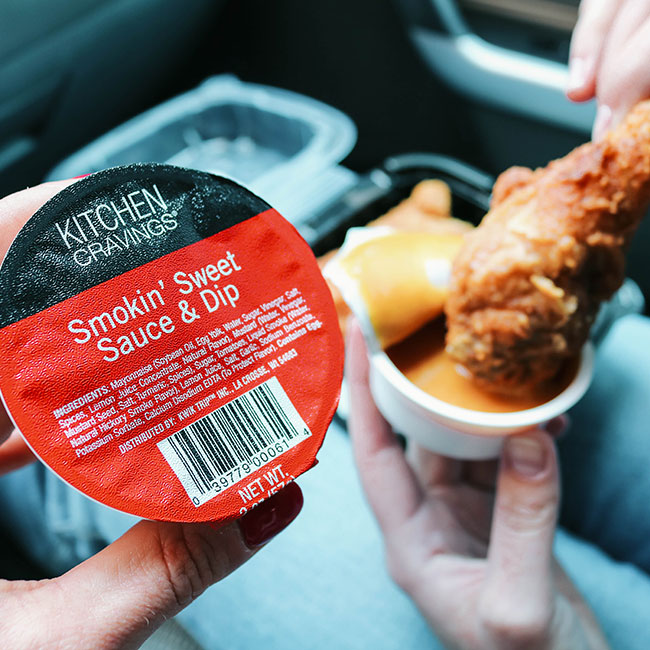 KITCHEN
CRAVINGS®
Smokin' Sweet
Sauce & Dip
INGREDIENTS: Mayonnaise (Soybean Oil, Egg Yolk, Water, Sugar, Vinegar, Salt,
Spices, Lemon Juice Concentrate, Natural Flavor), Mustard (Water, Vinegar,
Mustard Seed, Salt, Turmeric, Spices), Sugar, Tomatoes, Liquid Smoke (Water,
Natural Hickory Smoke Flavor), Lemon Juice, Salt, Garlic, Sodium Benzoate,
Potassium Sorbate, Calcium Disodium EDTA (To Protect Flavor). Contains Egg.
DISTRIBUTED BY: KWIK TRIP™ INC., LA CROSSE, WI 54603
0 39779 00061 4
NET WT.